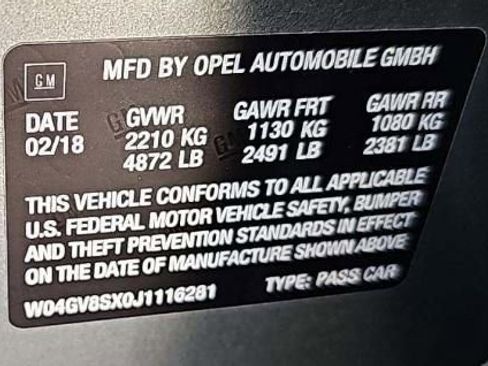 GM
MFD BY OPEL AUTOMOBILE GMBH
DATE GVWR GAWR FRT GAWR RR
02/18 2210 KG 1130 KG 1080 KG
4872 LB 2491 LB 2381 LB
THIS VEHICLE CONFORMS TO ALL APPLICABLE
U.S. FEDERAL MOTOR VEHICLE SAFETY, BUMPER
AND THEFT PREVENTION STANDARDS IN EFFECT
ON THE DATE OF MANUFACTURE SHOWN ABOVE
W04GV8SX0J1116281 TYPE: PASS CAR